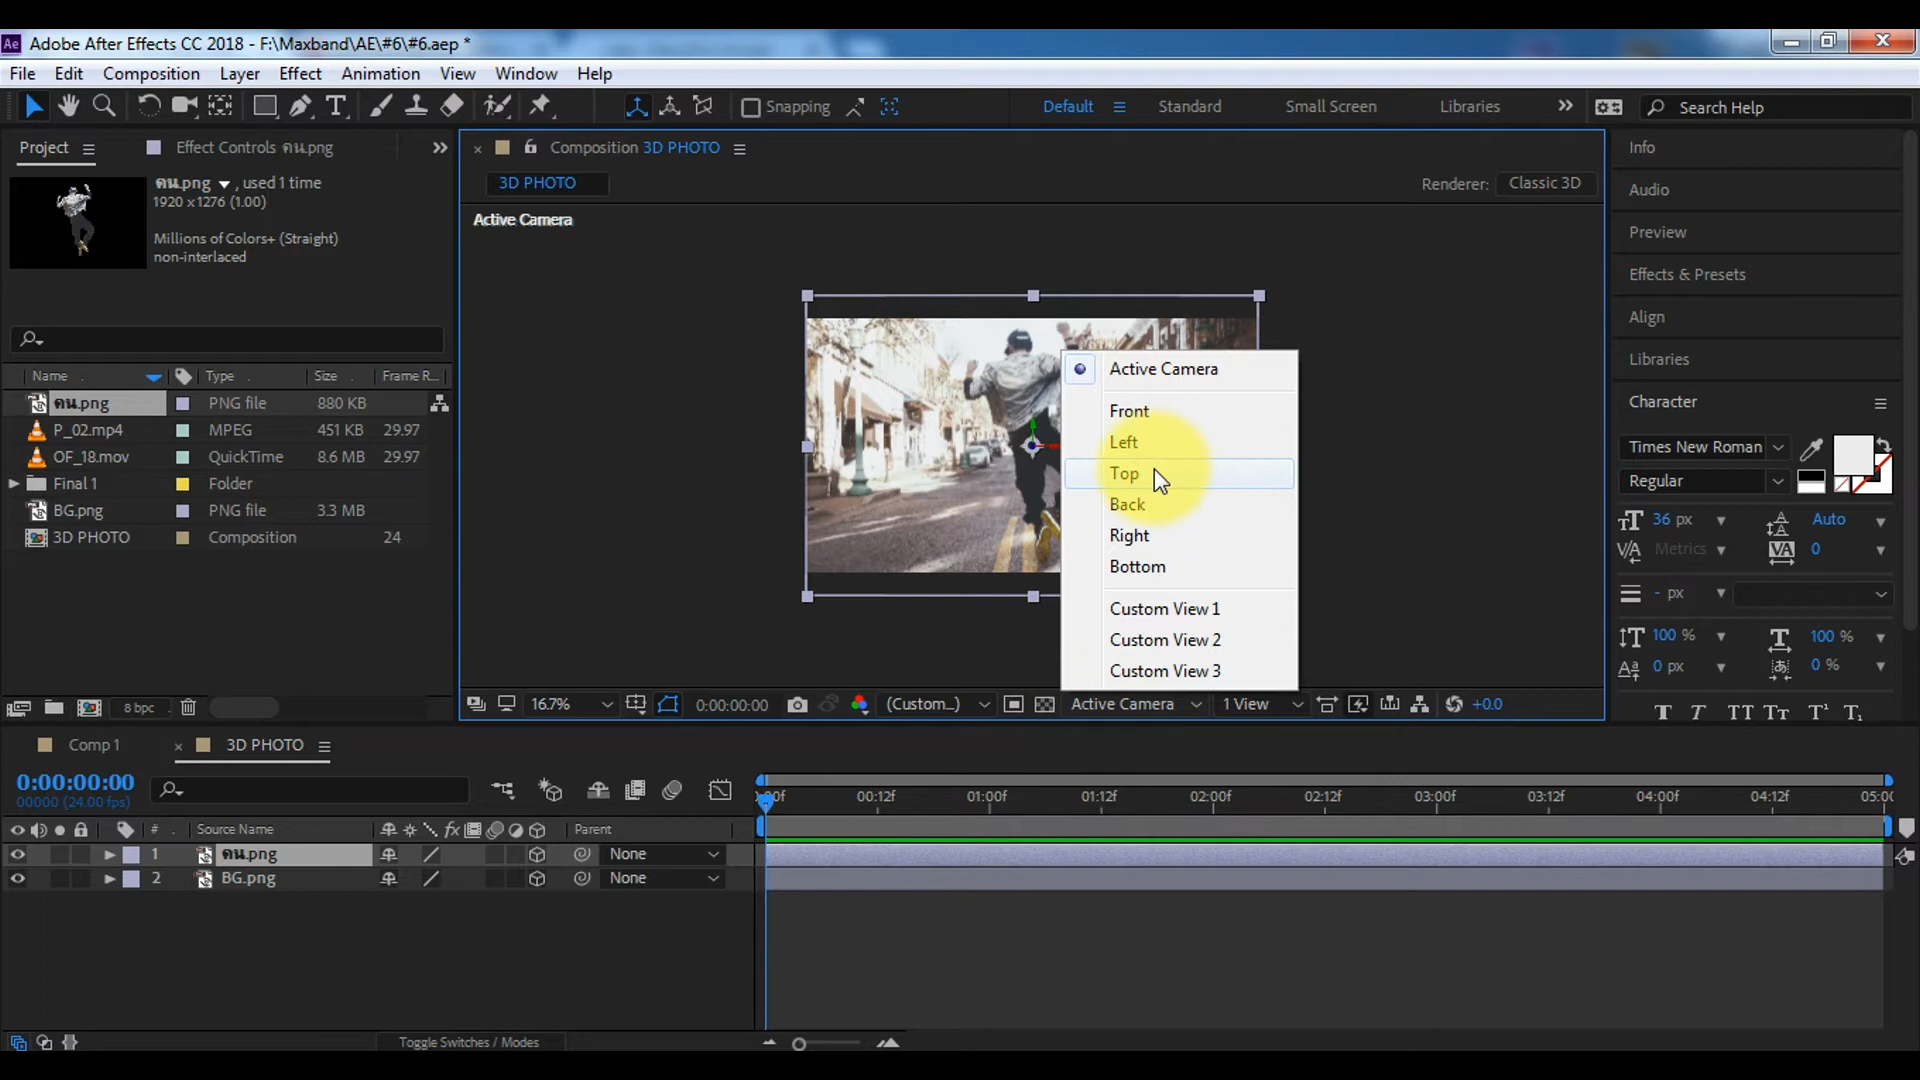 Adobe After Effects CC 2018 - F:\Maxband\AE\#6\#6.aep *
File Edit Composition Layer Effect Animation View Window Help
Snapping
Default Standard Small Screen Libraries Search Help
Project Effect Controls คน.png
คน.png , used 1 time
1920 x 1276 (1.00)
Millions of Colors+ (Straight)
non-interlaced
Name Type Size Frame R...
คน.png PNG file 880 KB
P_02.mp4 MPEG 451 KB 29.97
OF_18.mov QuickTime 8.6 MB 29.97
Final 1 Folder
BG.png PNG file 3.3 MB
3D PHOTO Composition 24
8 bpc
Composition 3D PHOTO
3D PHOTO
Renderer: Classic 3D
Active Camera
Active Camera
Front
Left
Top
Back
Right
Bottom
Custom View 1
Custom View 2
Custom View 3
16.7% 0:00:00:00 (Custom...) Active Camera 1 View +0.0
Info
Audio
Preview
Effects & Presets
Align
Libraries
Character
Times New Roman
Regular
36 px Auto
Metrics 0
- px
100 % 100 %
0 px 0 %
T T TT Tт T¹ T₁
Comp 1 3D PHOTO
0:00:00:00
00000 (24.00 fps)
:00f 00:12f 01:00f 01:12f 02:00f 02:12f 03:00f 03:12f 04:00f 04:12f 05:00
# Source Name fx Parent
1 คน.png None
2 BG.png None
Toggle Switches / Modes